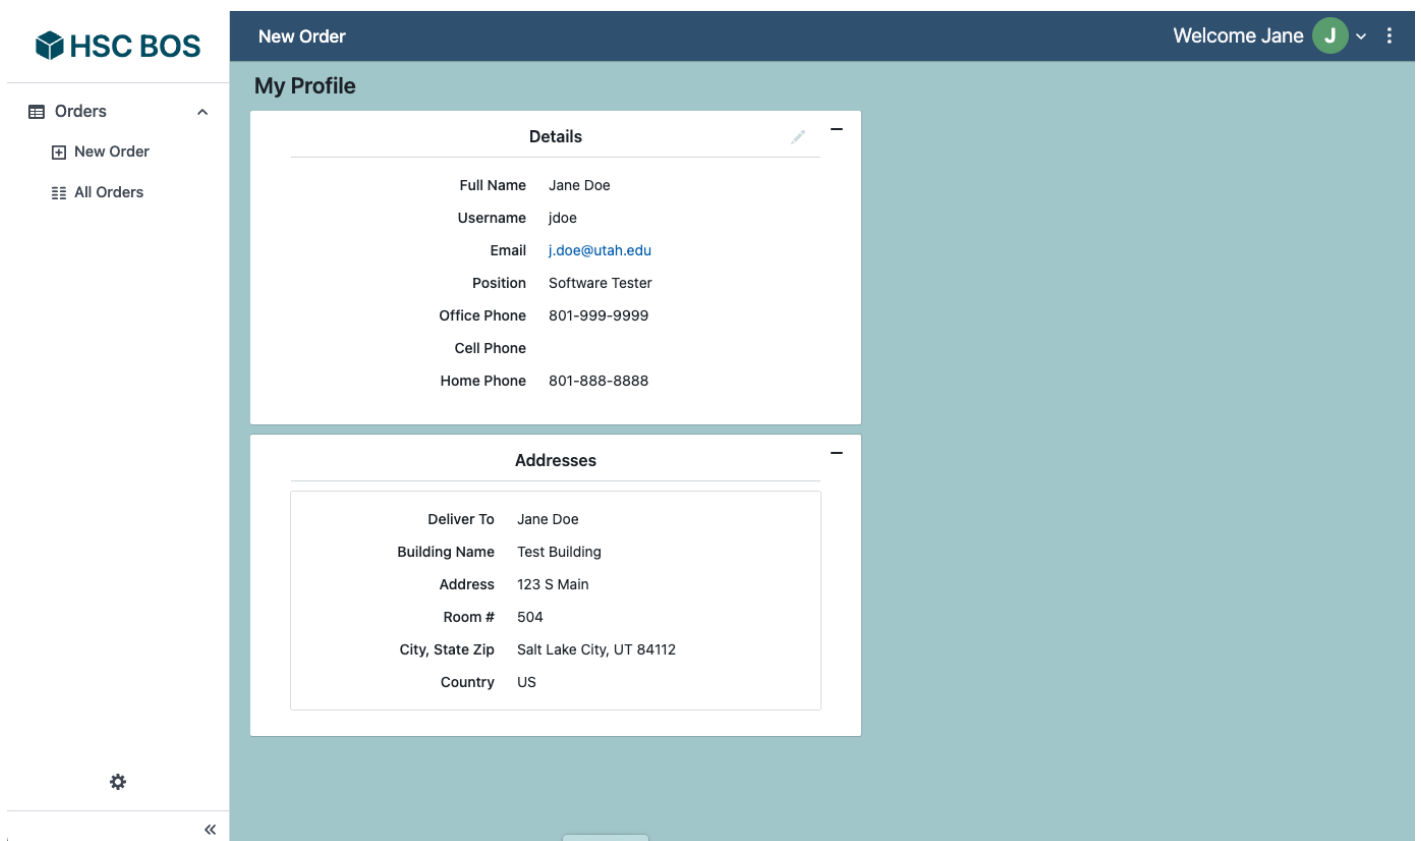 HSC BOS
New Order
Welcome Jane J
Orders
New Order
All Orders
My Profile
Details
Full Name Jane Doe
Username jdoe
Email j.doe@utah.edu
Position Software Tester
Office Phone 801-999-9999
Cell Phone
Home Phone 801-888-8888
Addresses
Deliver To Jane Doe
Building Name Test Building
Address 123 S Main
Room # 504
City, State Zip Salt Lake City, UT 84112
Country US